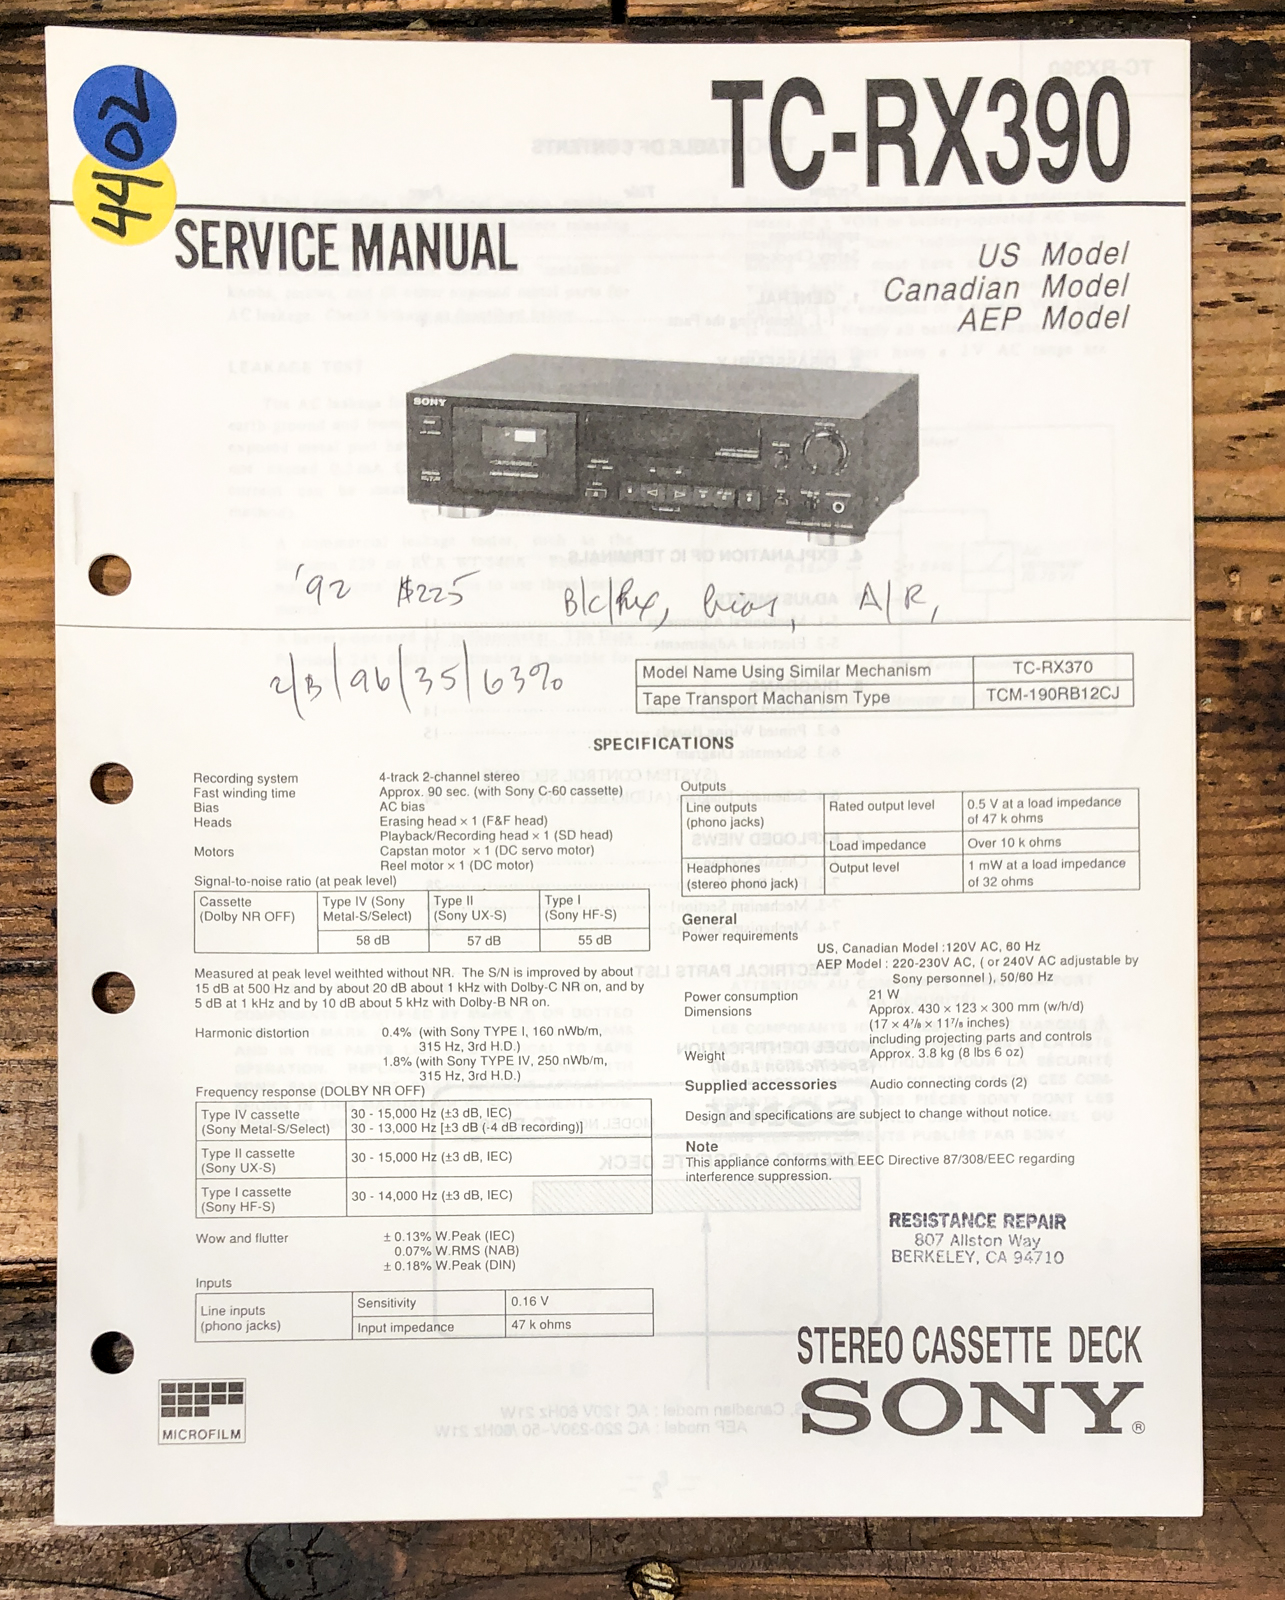 4402
TC-RX390
SERVICE MANUAL
US Model
Canadian Model
AEP Model
SONY
'92 $225 B/C/Hx, bias, A/R,
2/B/96/35/63%
Model Name Using Similar Mechanism TC-RX370
Tape Transport Machanism Type TCM-190RB12CJ
SPECIFICATIONS
Recording system 4-track 2-channel stereo
Fast winding time Approx. 90 sec. (with Sony C-60 cassette)
Bias AC bias
Heads Erasing head × 1 (F&F head)
Playback/Recording head × 1 (SD head)
Motors Capstan motor × 1 (DC servo motor)
Reel motor × 1 (DC motor)
Signal-to-noise ratio (at peak level)
Cassette (Dolby NR OFF) Type IV (Sony Metal-S/Select) Type II (Sony UX-S) Type I (Sony HF-S)
58 dB 57 dB 55 dB
Measured at peak level weithted without NR. The S/N is improved by about
15 dB at 500 Hz and by about 20 dB about 1 kHz with Dolby-C NR on, and by
5 dB at 1 kHz and by 10 dB about 5 kHz with Dolby-B NR on.
Harmonic distortion 0.4% (with Sony TYPE I, 160 nWb/m,
315 Hz, 3rd H.D.)
1.8% (with Sony TYPE IV, 250 nWb/m,
315 Hz, 3rd H.D.)
Frequency response (DOLBY NR OFF)
Type IV cassette 30 - 15,000 Hz (±3 dB, IEC)
(Sony Metal-S/Select) 30 - 13,000 Hz [±3 dB (-4 dB recording)]
Type II cassette 30 - 15,000 Hz (±3 dB, IEC)
(Sony UX-S)
Type I cassette 30 - 14,000 Hz (±3 dB, IEC)
(Sony HF-S)
Wow and flutter ± 0.13% W.Peak (IEC)
0.07% W.RMS (NAB)
± 0.18% W.Peak (DIN)
Inputs
Line inputs (phono jacks) Sensitivity 0.16 V
Input impedance 47 k ohms
MICROFILM
Outputs
Line outputs (phono jacks) Rated output level 0.5 V at a load impedance of 47 k ohms
Load impedance Over 10 k ohms
Headphones (stereo phono jack) Output level 1 mW at a load impedance of 32 ohms
General
Power requirements
US, Canadian Model :120V AC, 60 Hz
AEP Model : 220-230V AC, ( or 240V AC adjustable by
Sony personnel ), 50/60 Hz
Power consumption 21 W
Dimensions Approx. 430 × 123 × 300 mm (w/h/d)
(17 × 4⁷/₈ × 11⁷/₈ inches)
including projecting parts and controls
Weight Approx. 3.8 kg (8 lbs 6 oz)
Supplied accessories Audio connecting cords (2)
Design and specifications are subject to change without notice.
Note
This appliance conforms with EEC Directive 87/308/EEC regarding
interference suppression.
RESISTANCE REPAIR
807 Allston Way
BERKELEY, CA 94710
STEREO CASSETTE DECK
SONY®